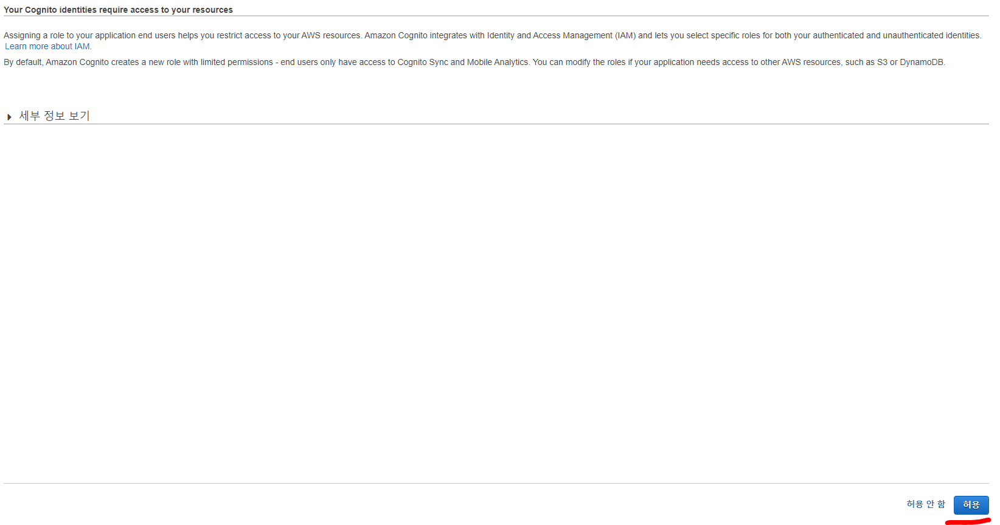 Your Cognito identities require access to your resources
Assigning a role to your application end users helps you restrict access to your AWS resources. Amazon Cognito integrates with Identity and Access Management (IAM) and lets you select specific roles for both your authenticated and unauthenticated identities.
Learn more about IAM.
By default, Amazon Cognito creates a new role with limited permissions - end users only have access to Cognito Sync and Mobile Analytics. You can modify the roles if your application needs access to other AWS resources, such as S3 or DynamoDB.
세부 정보 보기
허용 안 함 허용